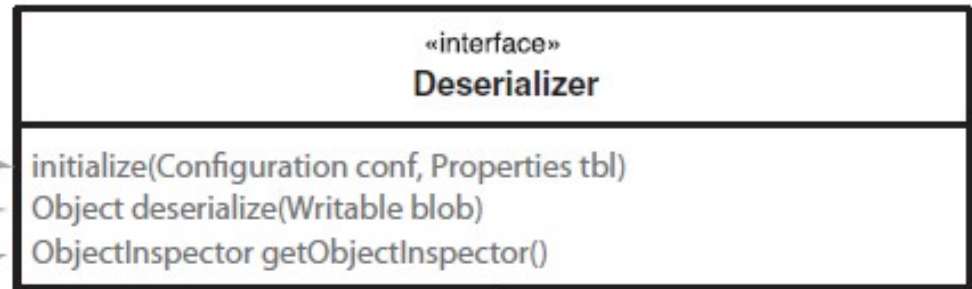 «interface»
Deserializer
initialize(Configuration conf, Properties tbl)
Object deserialize(Writable blob)
ObjectInspector getObjectInspector()